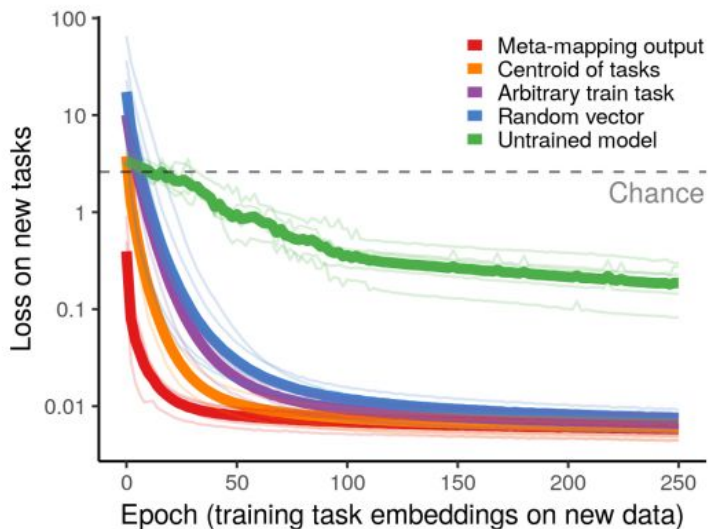 100
10
1
0.1
0.01
Loss on new tasks
Meta-mapping output
Centroid of tasks
Arbitrary train task
Random vector
Untrained model
Chance
0 50 100 150 200 250
Epoch (training task embeddings on new data)